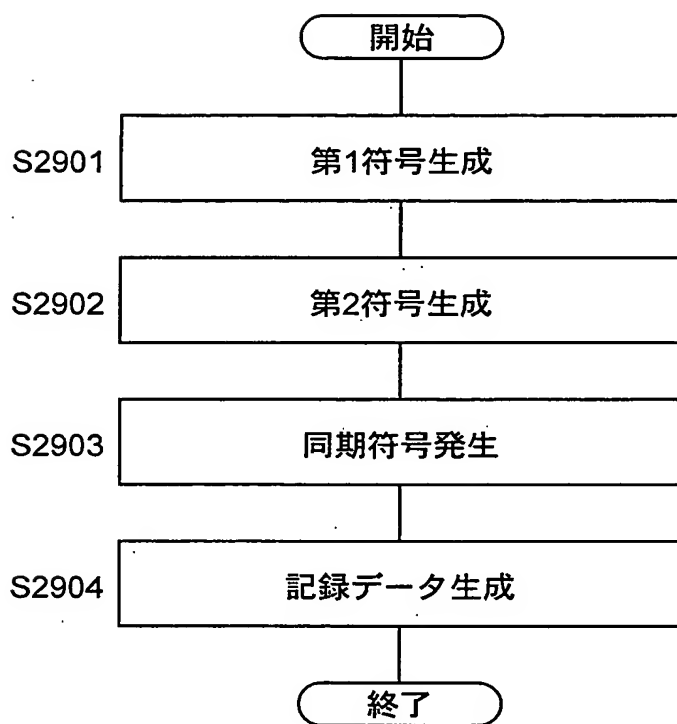 開始
S2901 第1符号生成
S2902 第2符号生成
S2903 同期符号発生
S2904 記録データ生成
終了